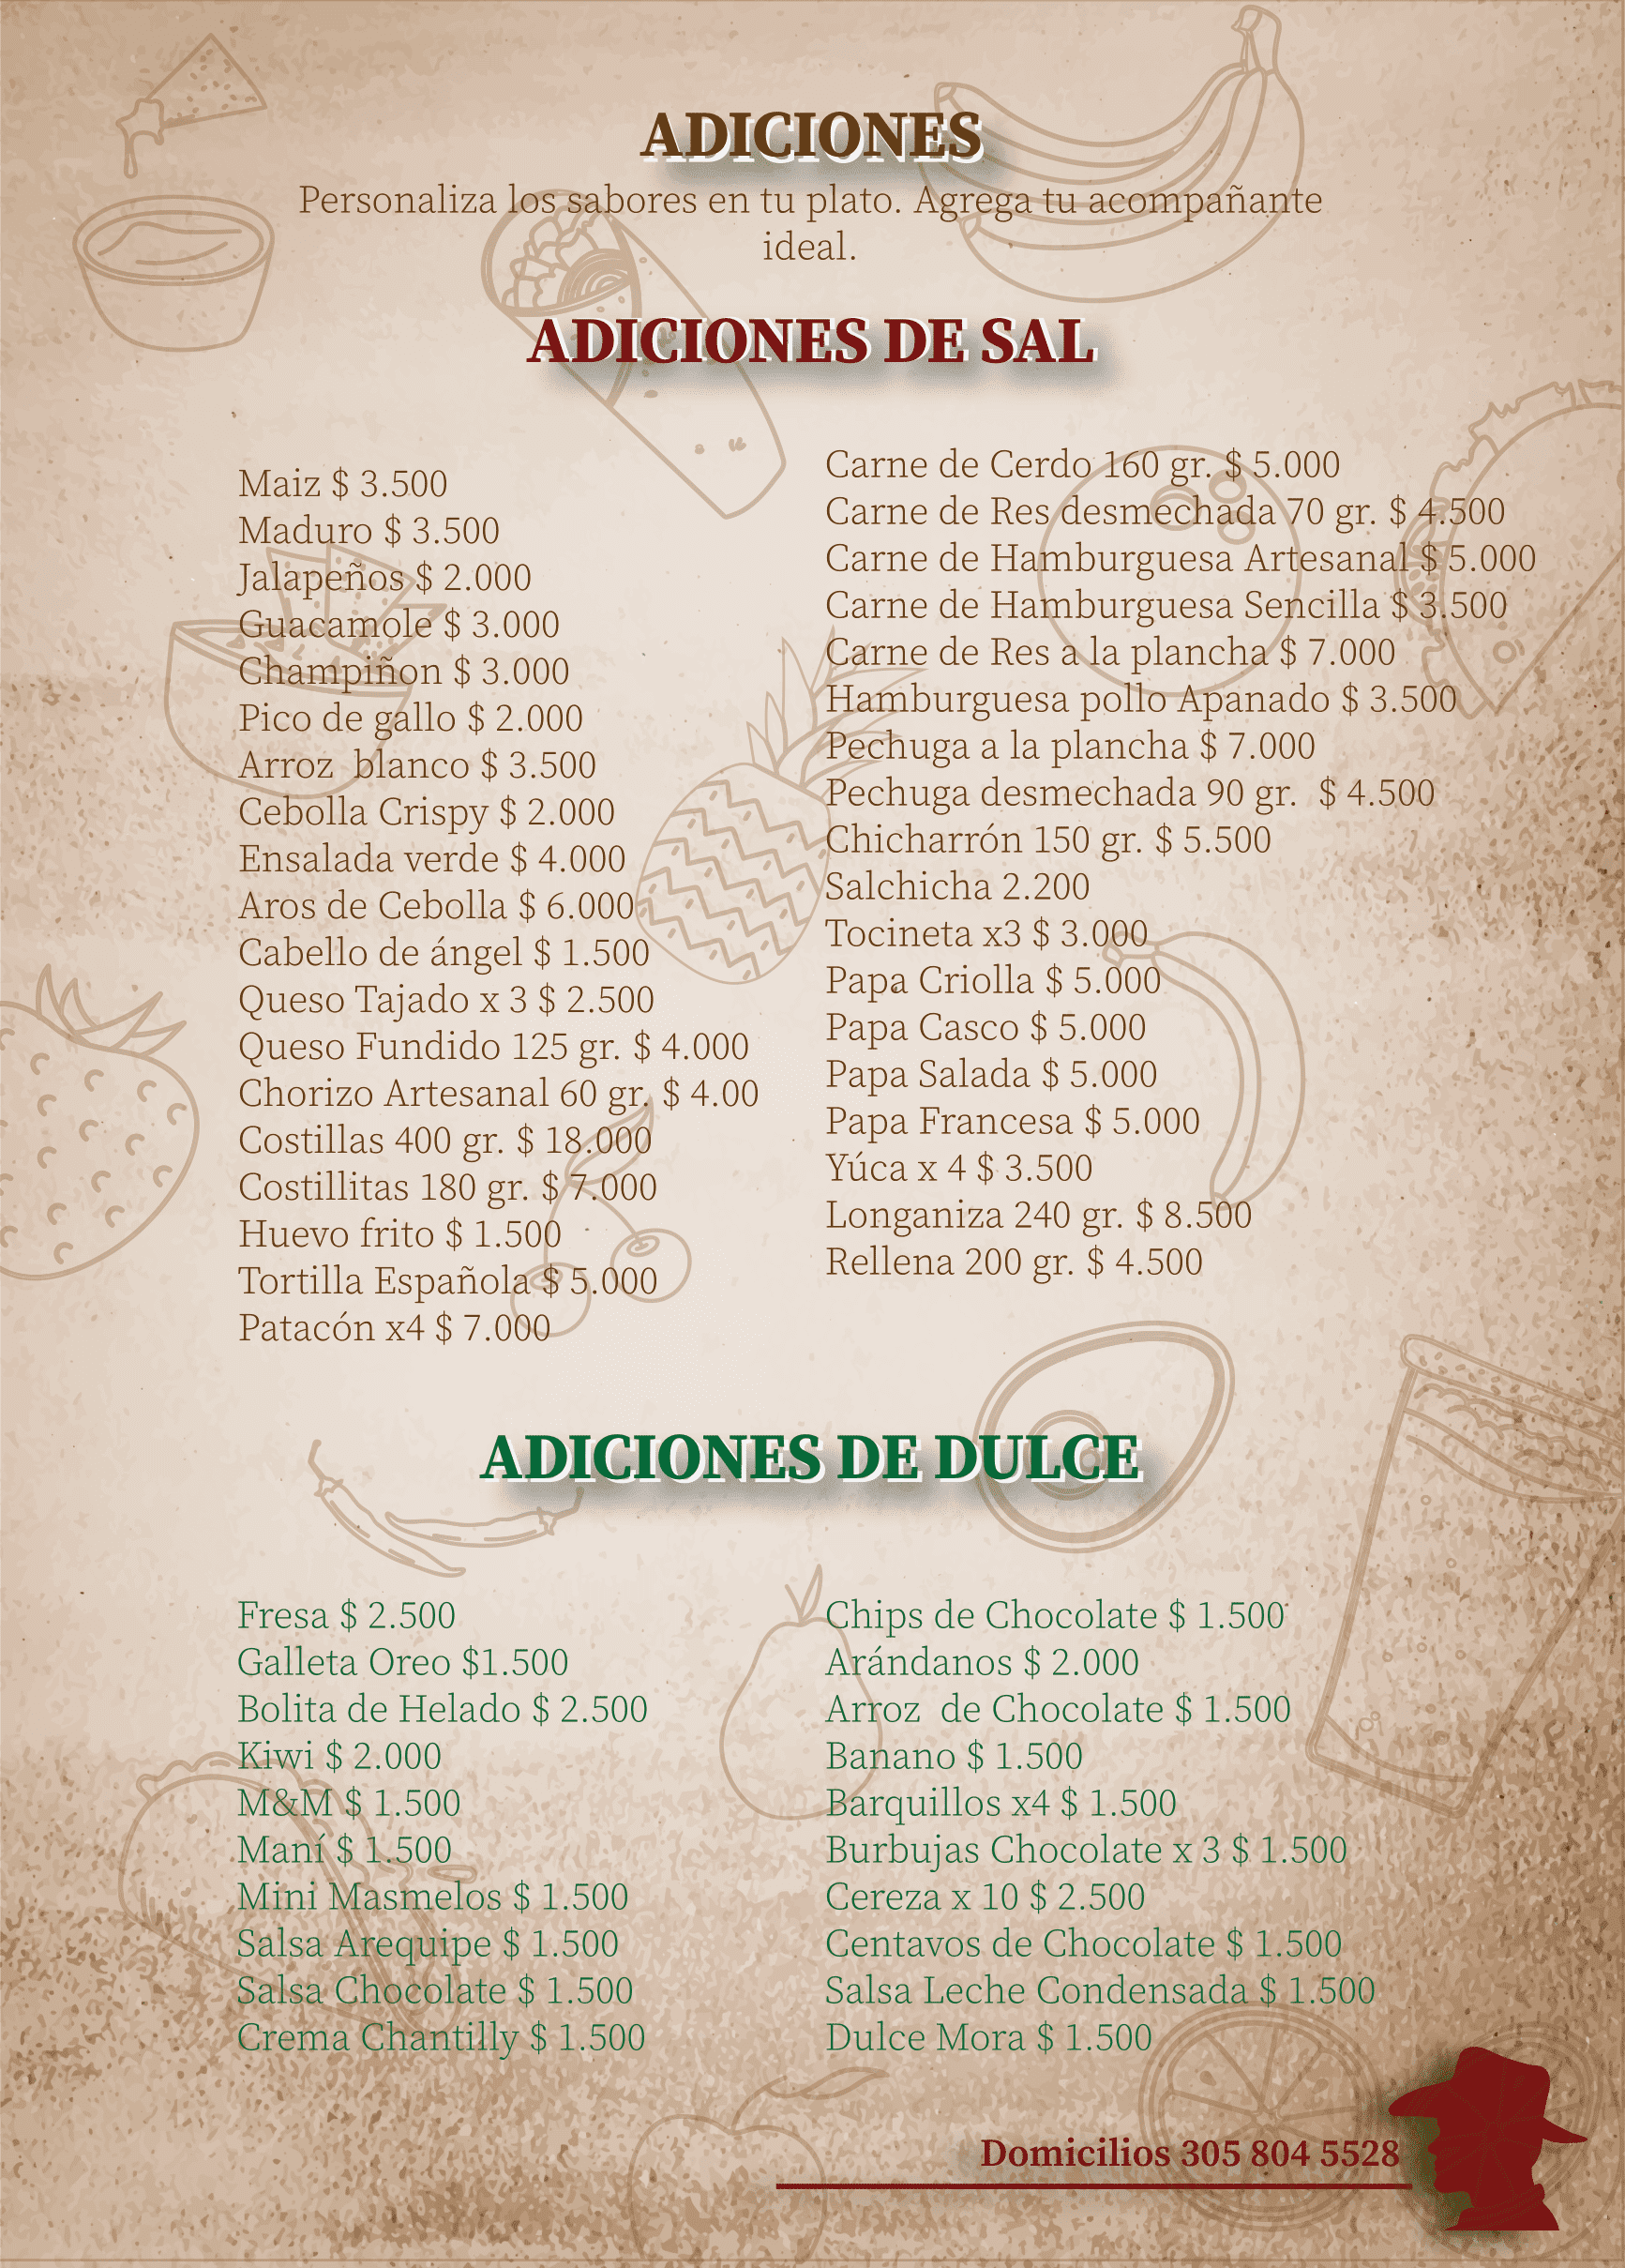 ADICIONES
Personaliza los sabores en tu plato. Agrega tu acompañante
ideal.
ADICIONES DE SAL
Maiz $ 3.500
Maduro $ 3.500
Jalapeños $ 2.000
Guacamole $ 3.000
Champiñon $ 3.000
Pico de gallo $ 2.000
Arroz  blanco $ 3.500
Cebolla Crispy $ 2.000
Ensalada verde $ 4.000
Aros de Cebolla $ 6.000
Cabello de ángel $ 1.500
Queso Tajado x 3 $ 2.500
Queso Fundido 125 gr. $ 4.000
Chorizo Artesanal 60 gr. $ 4.00
Costillas 400 gr. $ 18.000
Costillitas 180 gr. $ 7.000
Huevo frito $ 1.500
Tortilla Española $ 5.000
Patacón x4 $ 7.000
Carne de Cerdo 160 gr. $ 5.000
Carne de Res desmechada 70 gr. $ 4.500
Carne de Hamburguesa Artesanal $ 5.000
Carne de Hamburguesa Sencilla $ 3.500
Carne de Res a la plancha $ 7.000
Hamburguesa pollo Apanado $ 3.500
Pechuga a la plancha $ 7.000
Pechuga desmechada 90 gr.  $ 4.500
Chicharrón 150 gr. $ 5.500
Salchicha 2.200
Tocineta x3 $ 3.000
Papa Criolla $ 5.000
Papa Casco $ 5.000
Papa Salada $ 5.000
Papa Francesa $ 5.000
Yúca x 4 $ 3.500
Longaniza 240 gr. $ 8.500
Rellena 200 gr. $ 4.500
ADICIONES DE DULCE
Fresa $ 2.500
Galleta Oreo $1.500
Bolita de Helado $ 2.500
Kiwi $ 2.000
M&M $ 1.500
Maní $ 1.500
Mini Masmelos $ 1.500
Salsa Arequipe $ 1.500
Salsa Chocolate $ 1.500
Crema Chantilly $ 1.500
Chips de Chocolate $ 1.500
Arándanos $ 2.000
Arroz  de Chocolate $ 1.500
Banano $ 1.500
Barquillos x4 $ 1.500
Burbujas Chocolate x 3 $ 1.500
Cereza x 10 $ 2.500
Centavos de Chocolate $ 1.500
Salsa Leche Condensada $ 1.500
Dulce Mora $ 1.500
Domicilios 305 804 5528